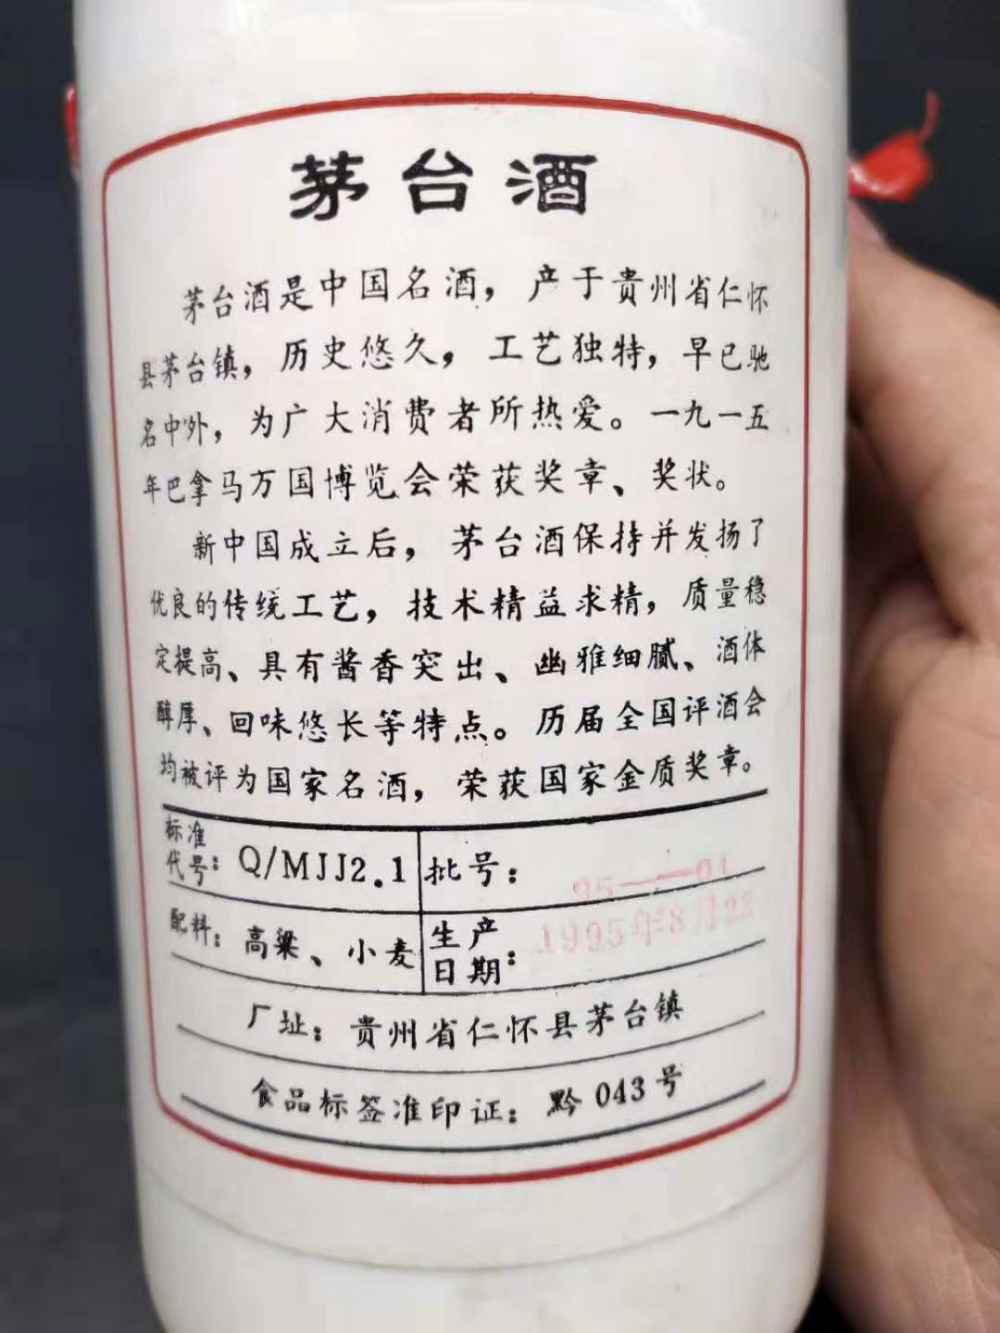 茅台酒
茅台酒是中国名酒，产于贵州省仁怀
县茅台镇，历史悠久，工艺独特，早已驰
名中外，为广大消费者所热爱。一九一五
年巴拿马万国博览会荣获奖章、奖状。
新中国成立后，茅台酒保持并发扬了
优良的传统工艺，技术精益求精，质量稳
定提高、具有酱香突出、幽雅细腻、酒体
醇厚、回味悠长等特点。历届全国评酒会
均被评为国家名酒，荣获国家金质奖章。
标准代号：Q/MJJ2.1 批号：95—01
配料：高粱、小麦 生产日期：1995年8月23
厂址：贵州省仁怀县茅台镇
食品标签准印证：黔043号